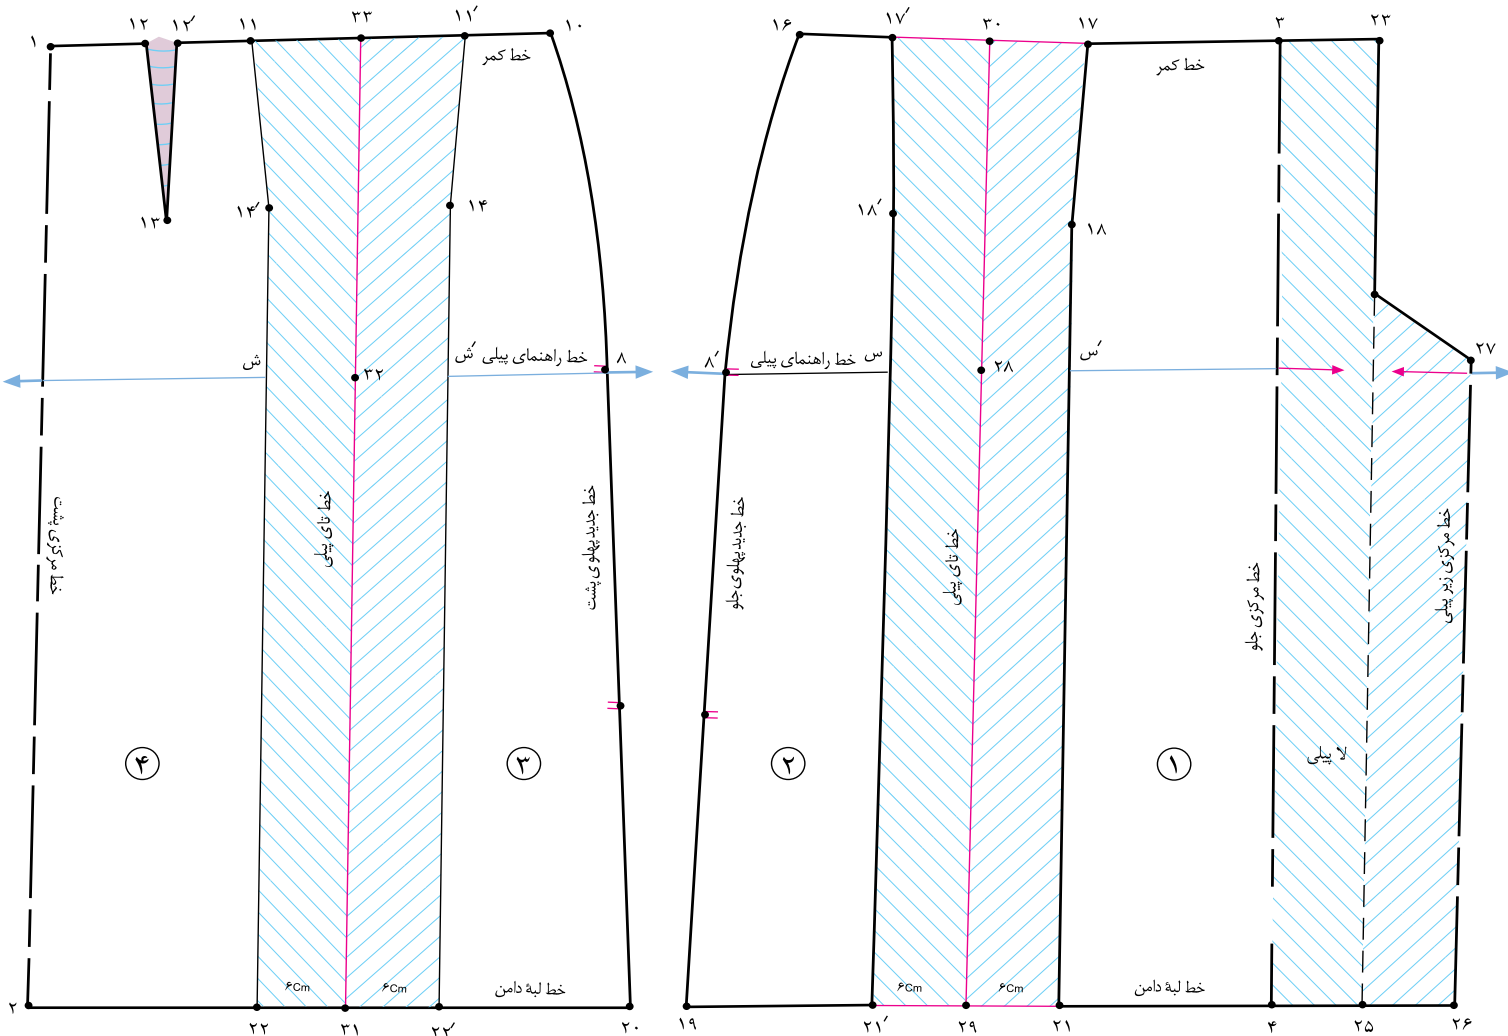 ۱
۱۲
۱۲′
۱۱
۳۳
۱۱′
۱۰
۱۶
۱۷′
۳۰
۱۷
۳
۲۳
خط کمر
خط کمر
۱۳
۱۴′
۱۴
۱۸′
۱۸
ش
ش′
خط راهنمای پیلی
۸
۸′
خط راهنمای پیلی
س
س′
۲۷
۳۲
۲۸
خط مرکزی پشت
خط تای پیلی
خط جدید پهلوی پشت
خط جدید پهلوی جلو
خط تای پیلی
خط مرکزی جلو
خط مرکزی زیر پیلی
لا پیلی
۴
۳
۲
۱
۶Cm
۶Cm
خط لبۀ دامن
۶Cm
۶Cm
خط لبۀ دامن
۲
۲۲
۳۱
۲۲′
۲۰
۱۹
۲۱′
۲۹
۲۱
۴
۲۵
۲۶